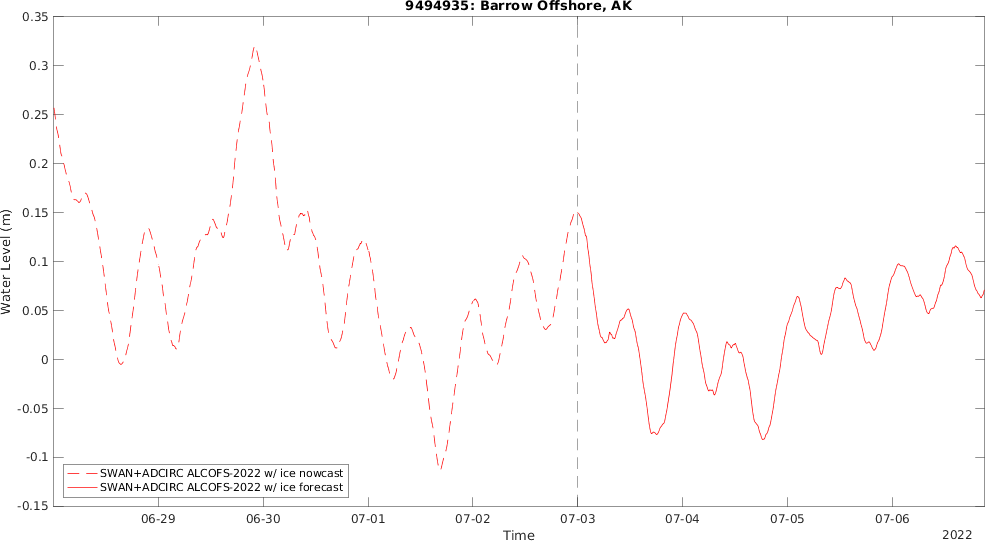 9494935: Barrow Offshore, AK
0.35
0.3
0.25
0.2
0.15
0.1
0.05
0
-0.05
-0.1
-0.15
Water Level (m)
SWAN+ADCIRC ALCOFS-2022 w/ ice nowcast
SWAN+ADCIRC ALCOFS-2022 w/ ice forecast
06-29 06-30 07-01 07-02 07-03 07-04 07-05 07-06
Time
2022